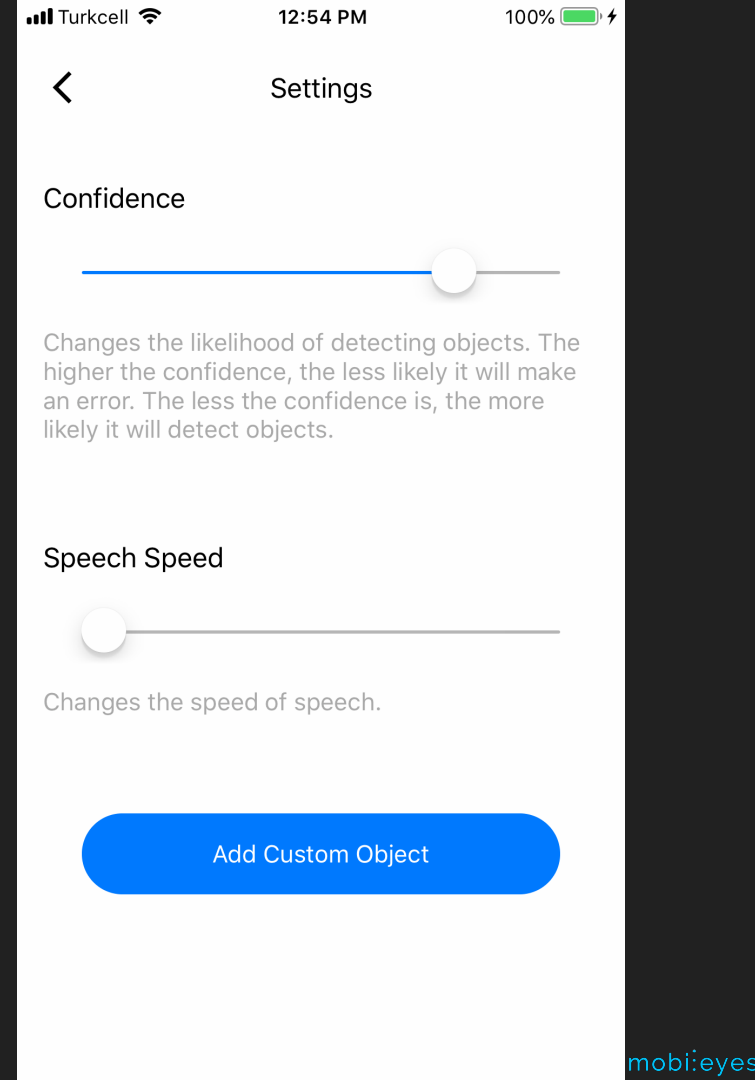 Turkcell 12:54 PM 100%
Settings
Confidence
Changes the likelihood of detecting objects. The
higher the confidence, the less likely it will make
an error. The less the confidence is, the more
likely it will detect objects.
Speech Speed
Changes the speed of speech.
Add Custom Object
mobi:eyes